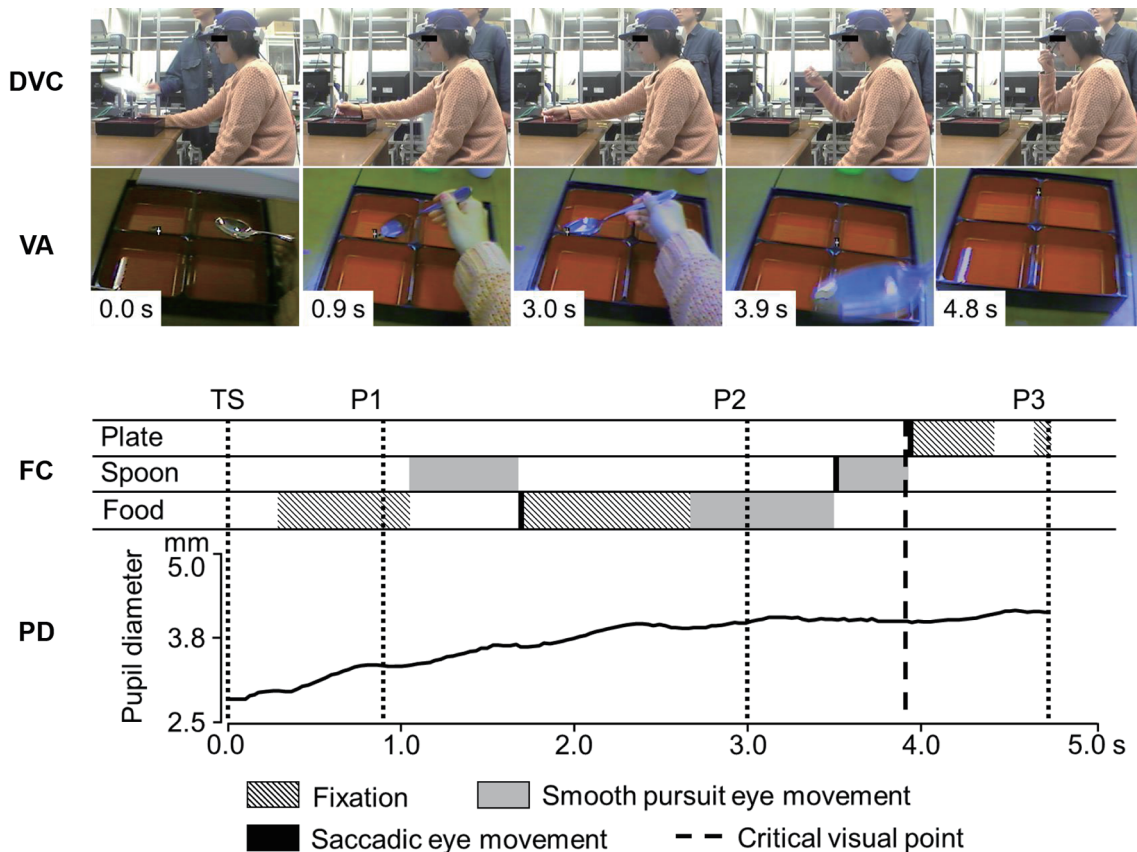 DVC
VA
0.0 s
0.9 s
3.0 s
3.9 s
4.8 s
TS P1 P2 P3
FC
Plate
Spoon
Food
PD
Pupil diameter
mm
5.0
3.8
2.5
0.0 1.0 2.0 3.0 4.0 5.0 s
Fixation Smooth pursuit eye movement
Saccadic eye movement Critical visual point